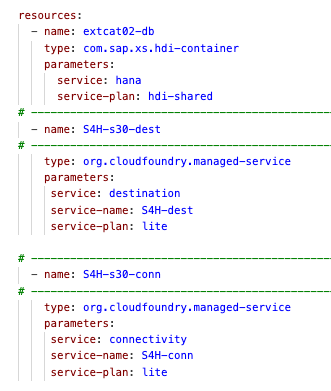 resources:
  - name: extcat02-db
    type: com.sap.xs.hdi-container
    parameters:
      service: hana
      service-plan: hdi-shared
# --------------------------------------------
  - name: S4H-s30-dest
# --------------------------------------------
    type: org.cloudfoundry.managed-service
    parameters:
     service: destination
     service-name: S4H-dest
     service-plan: lite

# --------------------------------------------
  - name: S4H-s30-conn
# --------------------------------------------
    type: org.cloudfoundry.managed-service
    parameters:
     service: connectivity
     service-name: S4H-conn
     service-plan: lite